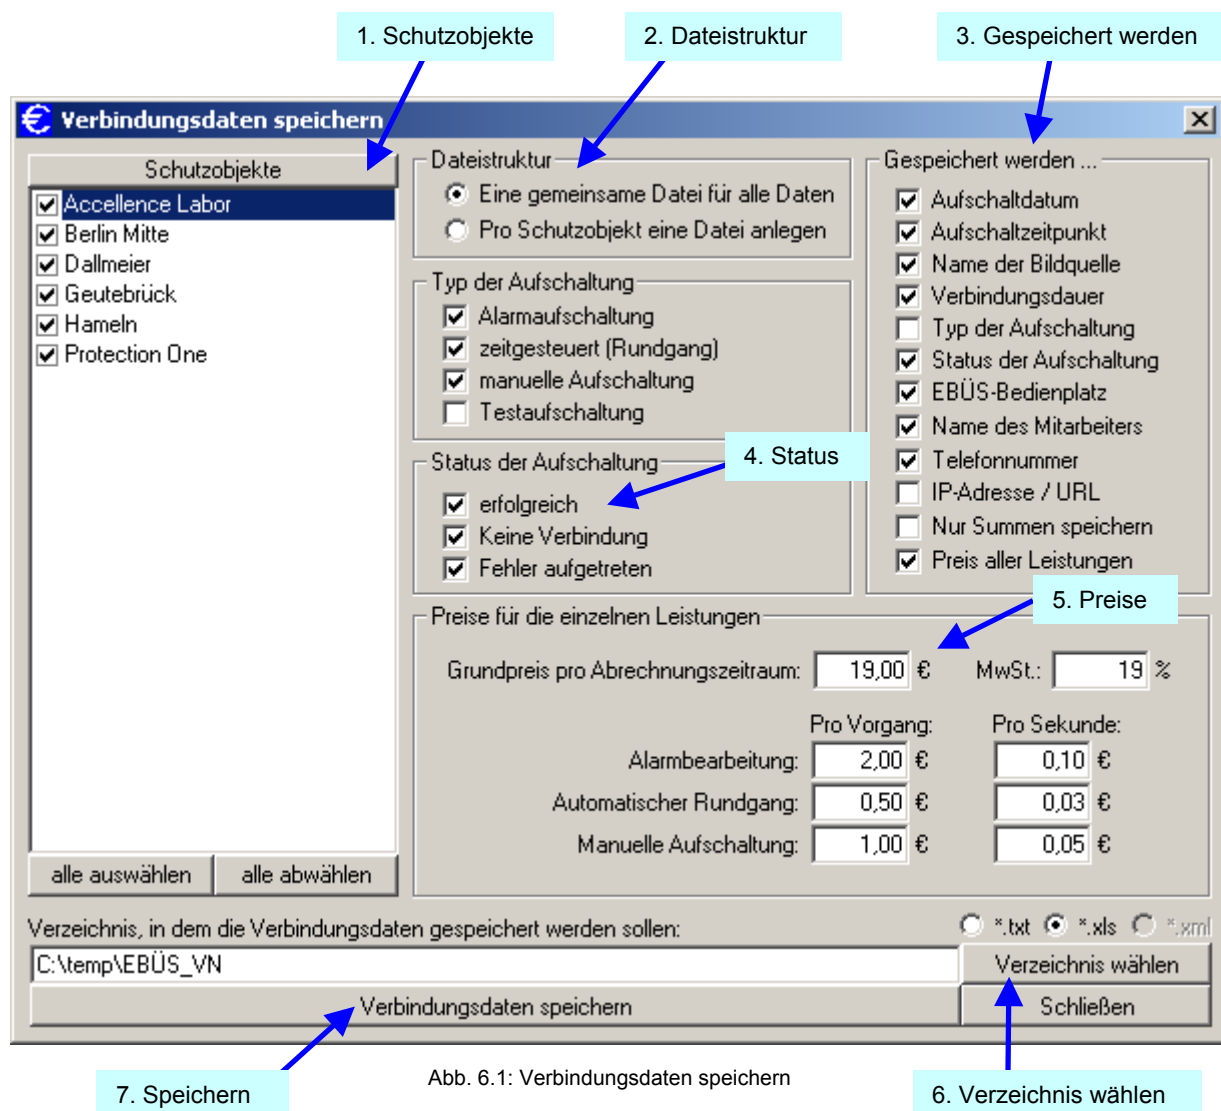 1. Schutzobjekte
2. Dateistruktur
3. Gespeichert werden
€ Verbindungsdaten speichern
Schutzobjekte
Accellence Labor
Berlin Mitte
Dallmeier
Geutebrück
Hameln
Protection One
alle auswählen
alle abwählen
Dateistruktur
Eine gemeinsame Datei für alle Daten
Pro Schutzobjekt eine Datei anlegen
Typ der Aufschaltung
Alarmaufschaltung
zeitgesteuert (Rundgang)
manuelle Aufschaltung
Testaufschaltung
Status der Aufschaltung
4. Status
erfolgreich
Keine Verbindung
Fehler aufgetreten
Gespeichert werden ...
Aufschaltdatum
Aufschaltzeitpunkt
Name der Bildquelle
Verbindungsdauer
Typ der Aufschaltung
Status der Aufschaltung
EBÜS-Bedienplatz
Name des Mitarbeiters
Telefonnummer
IP-Adresse / URL
Nur Summen speichern
Preis aller Leistungen
5. Preise
Preise für die einzelnen Leistungen
Grundpreis pro Abrechnungszeitraum: 19,00 € MwSt.: 19 %
Pro Vorgang: Pro Sekunde:
Alarmbearbeitung: 2,00 € 0,10 €
Automatischer Rundgang: 0,50 € 0,03 €
Manuelle Aufschaltung: 1,00 € 0,05 €
Verzeichnis, in dem die Verbindungsdaten gespeichert werden sollen:
*.txt *.xls *.xml
C:\temp\EBÜS_VN
Verzeichnis wählen
Verbindungsdaten speichern
Schließen
7. Speichern
Abb. 6.1: Verbindungsdaten speichern
6. Verzeichnis wählen